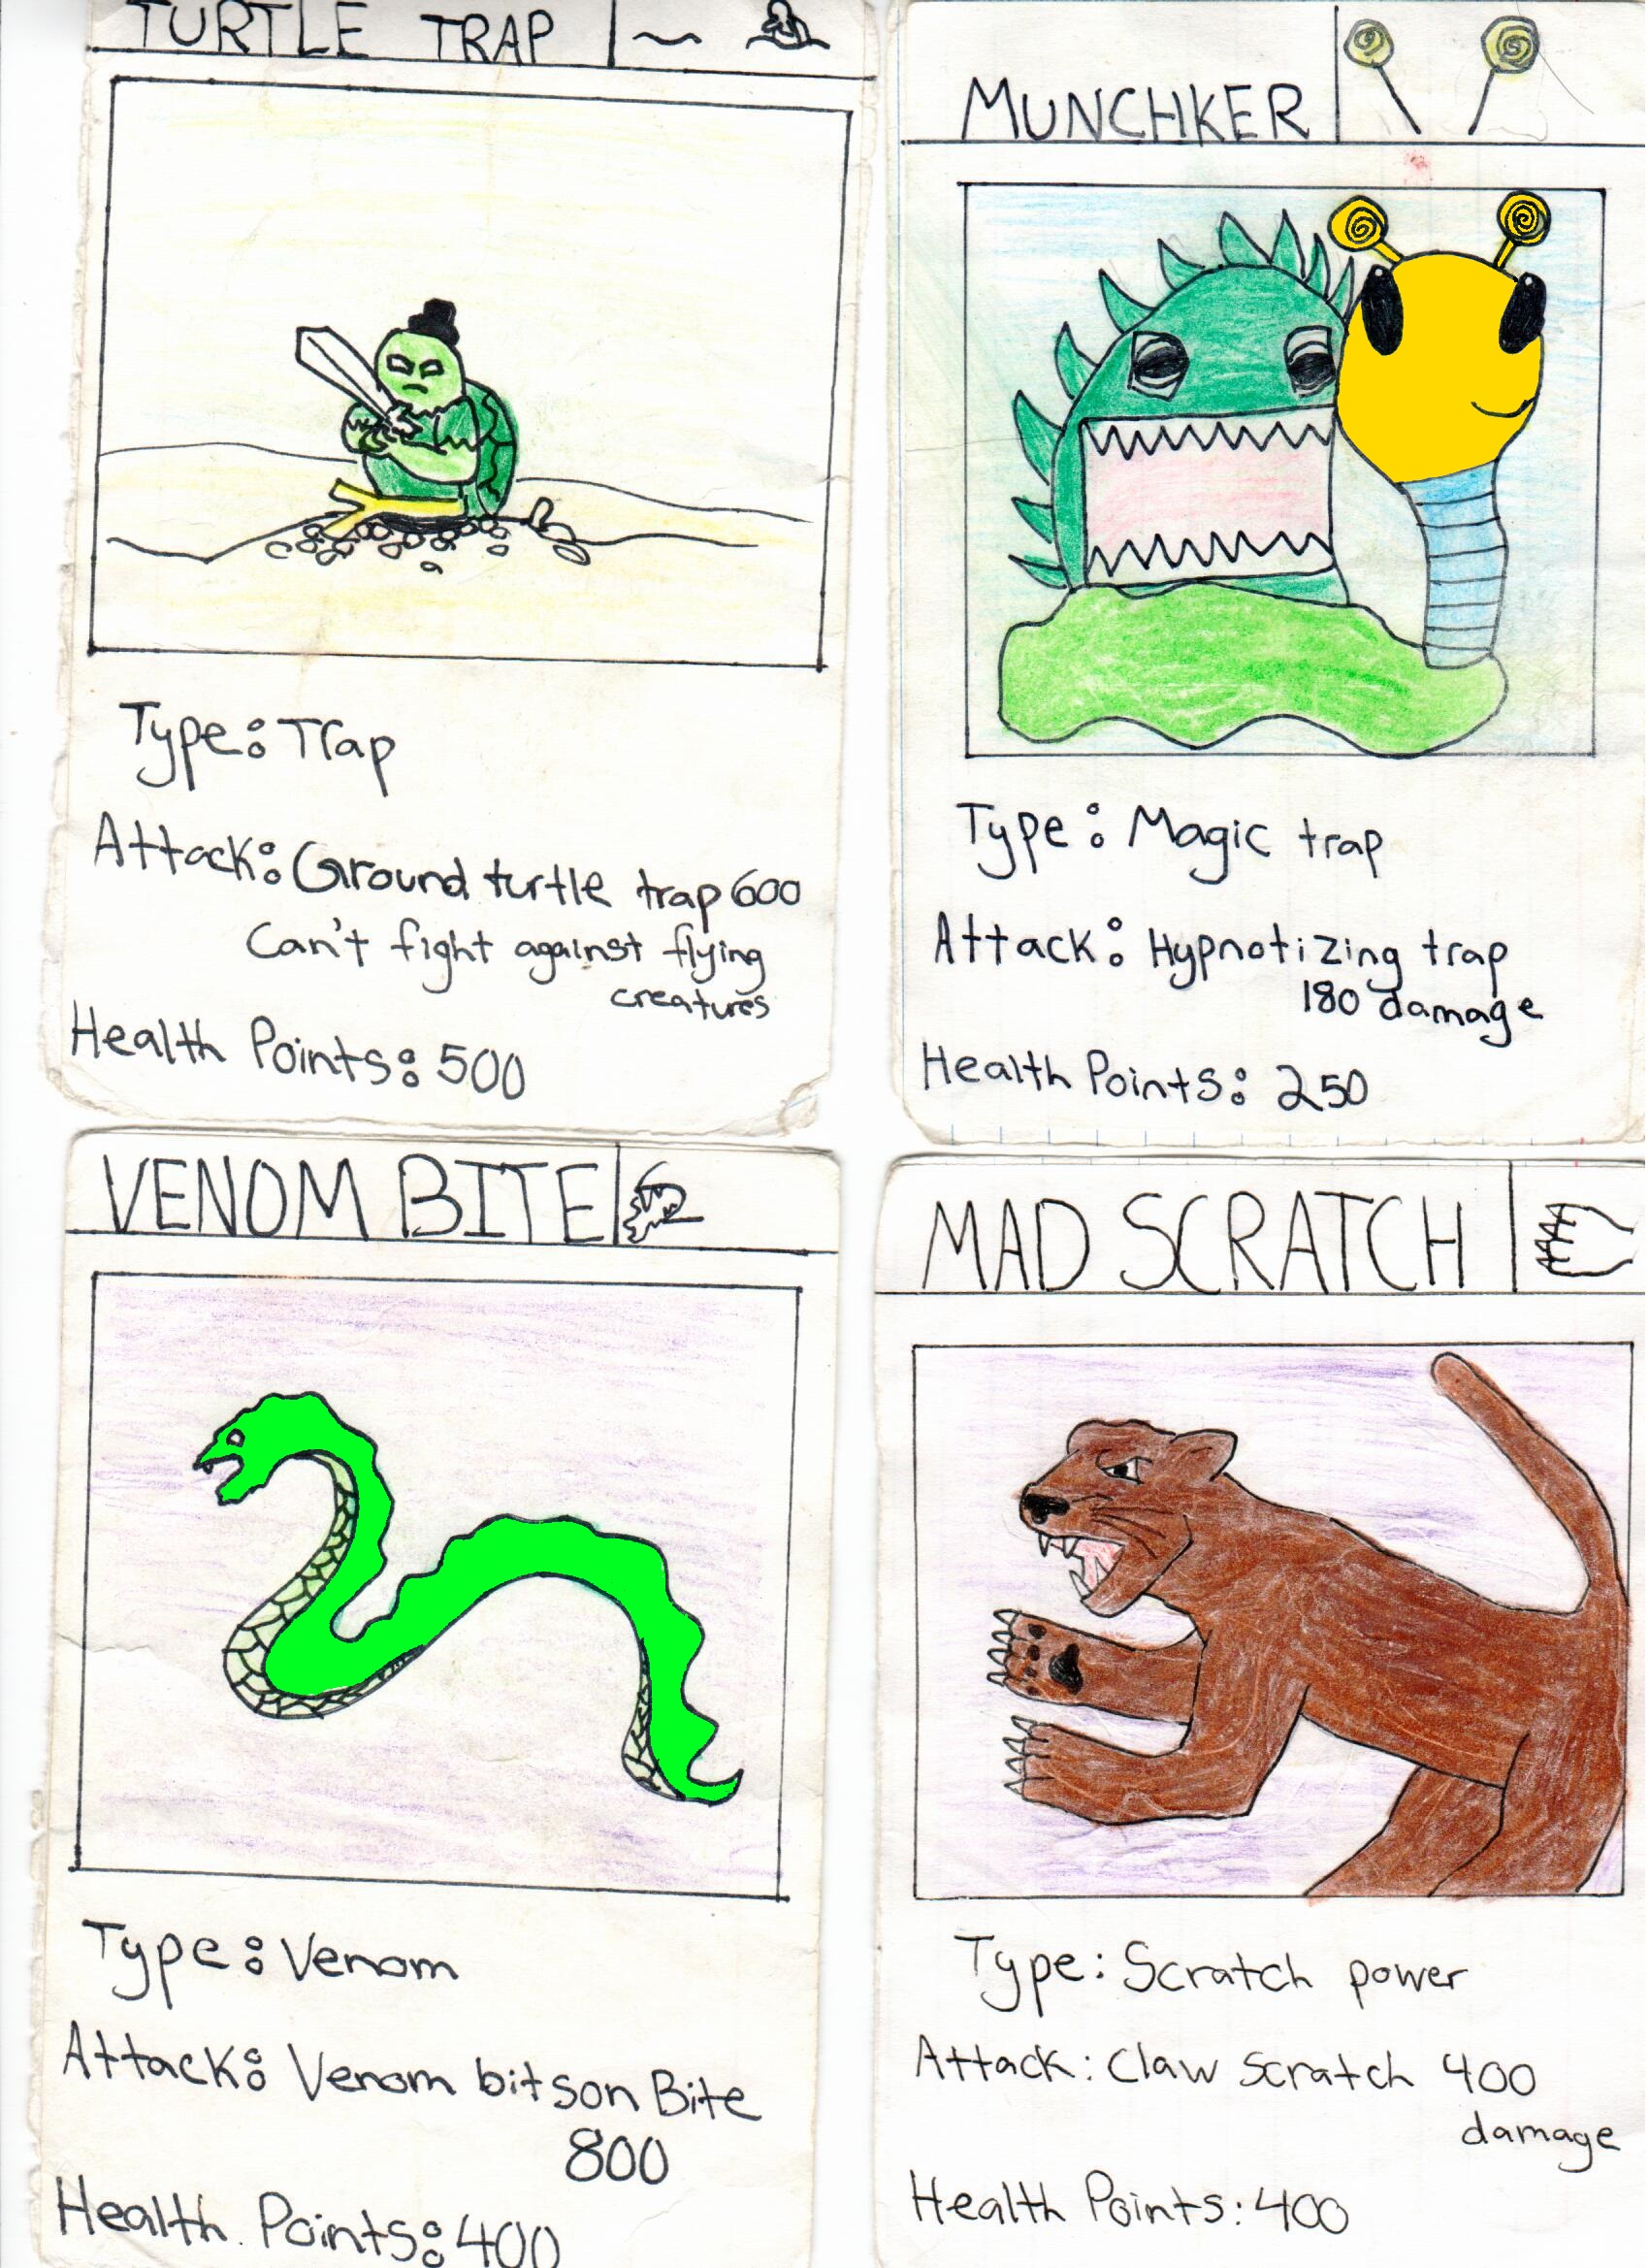 TURTLE TRAP
Type: Trap
Attack: Ground turtle trap 600
Can't fight against flying
creatures
Health Points: 500
MUNCHKER
Type: Magic trap
Attack: Hypnotizing trap
180 damage
Health Points: 250
VENOM BITE
Type: Venom
Attack: Venom bitson Bite
800
Health Points: 400
MAD SCRATCH
Type: Scratch power
Attack: Claw Scratch 400
damage
Health Points: 400